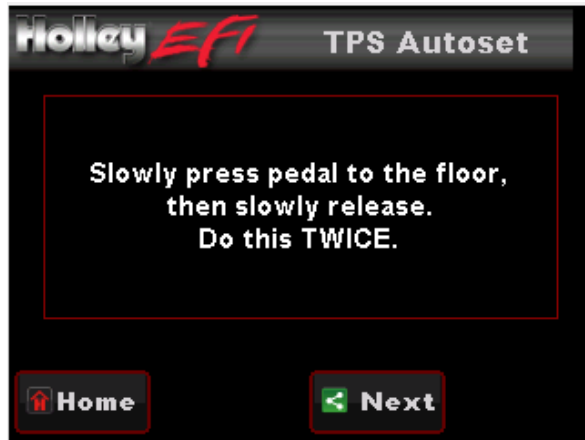 Holley EFI TPS Autoset
Slowly press pedal to the floor,
then slowly release.
Do this TWICE.
Home Next